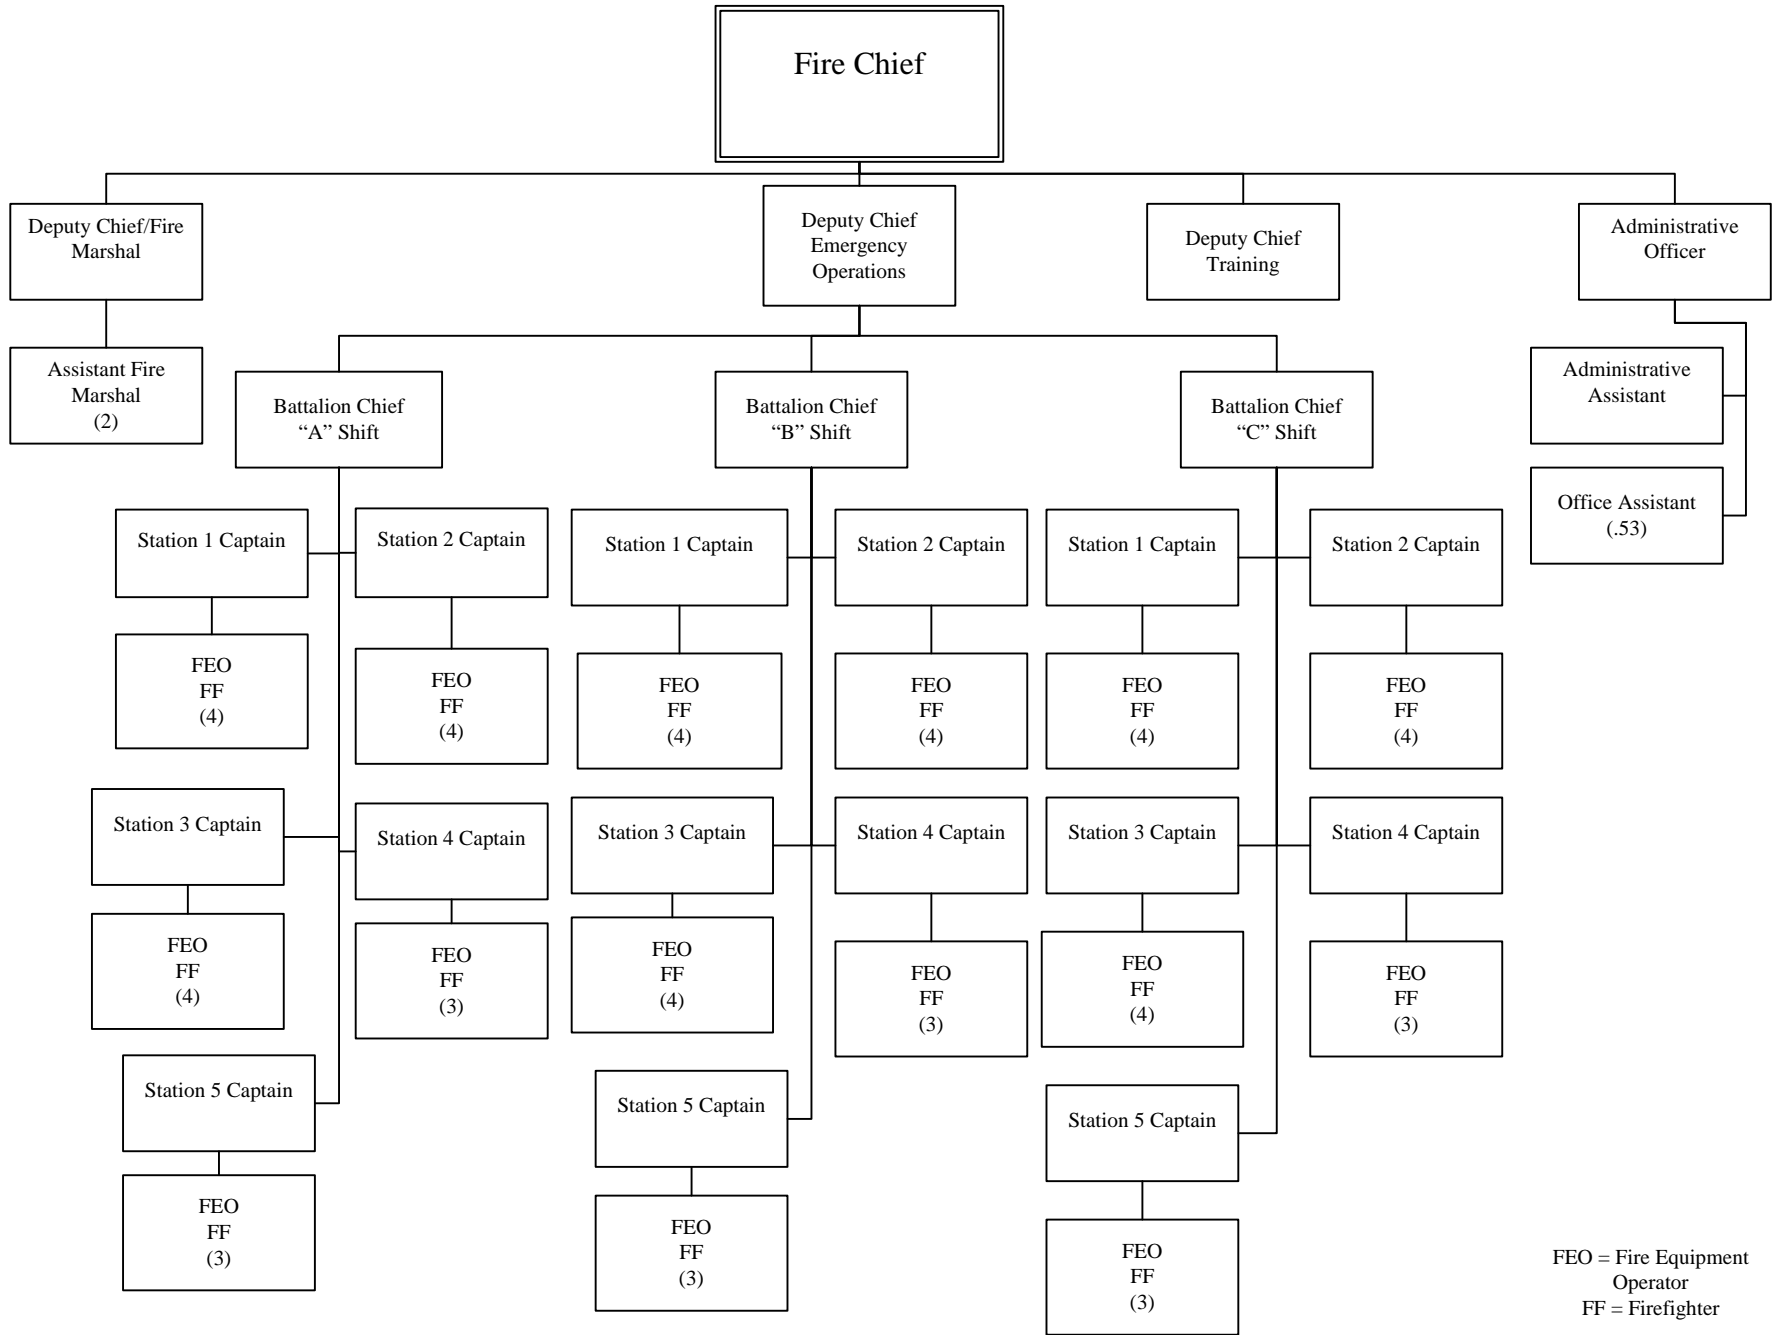 Fire Chief
Deputy Chief/Fire
Marshal
Deputy Chief
Emergency
Operations
Deputy Chief
Training
Administrative
Officer
Assistant Fire
Marshal
(2)
Battalion Chief
“A” Shift
Battalion Chief
“B” Shift
Battalion Chief
“C” Shift
Administrative
Assistant
Office Assistant
(.53)
Station 1 Captain
Station 2 Captain
FEO
FF
(4)
FEO
FF
(4)
Station 3 Captain
Station 4 Captain
FEO
FF
(4)
FEO
FF
(3)
Station 5 Captain
FEO
FF
(3)
Station 1 Captain
Station 2 Captain
FEO
FF
(4)
FEO
FF
(4)
Station 3 Captain
Station 4 Captain
FEO
FF
(4)
FEO
FF
(3)
Station 5 Captain
FEO
FF
(3)
Station 1 Captain
Station 2 Captain
FEO
FF
(4)
FEO
FF
(4)
Station 3 Captain
Station 4 Captain
FEO
FF
(4)
FEO
FF
(3)
Station 5 Captain
FEO
FF
(3)
FEO = Fire Equipment
Operator
FF = Firefighter